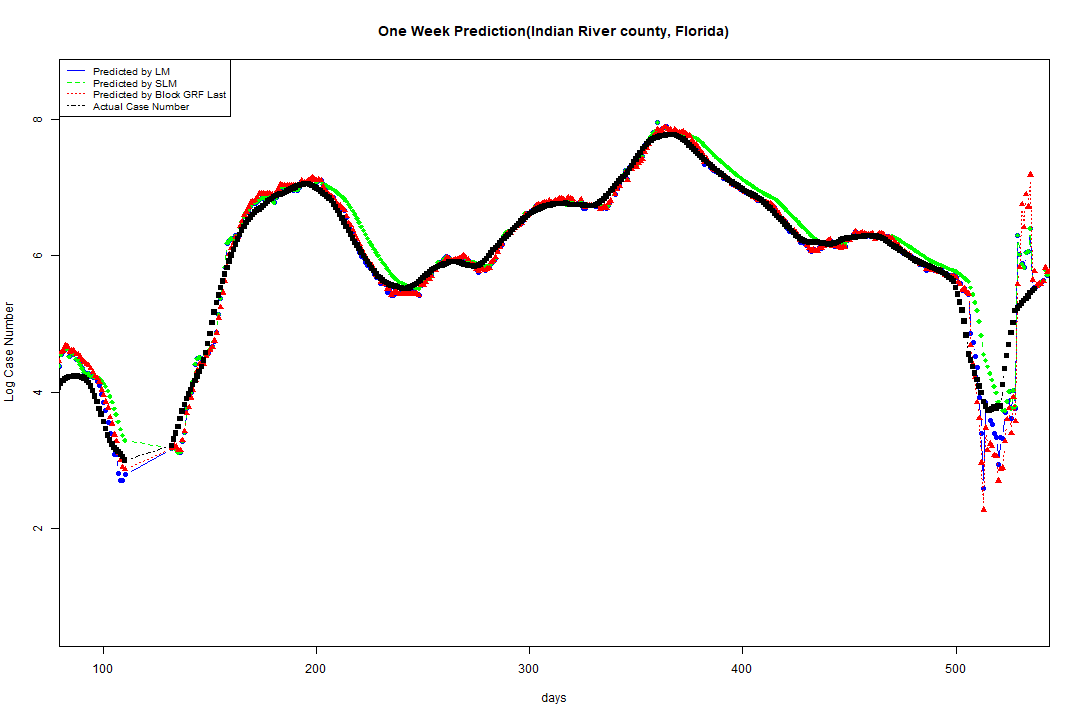 One Week Prediction(Indian River county, Florida)
Predicted by LM
Predicted by SLM
Predicted by Block GRF Last
Actual Case Number
Log Case Number
8
6
4
2
100 200 300 400 500
days